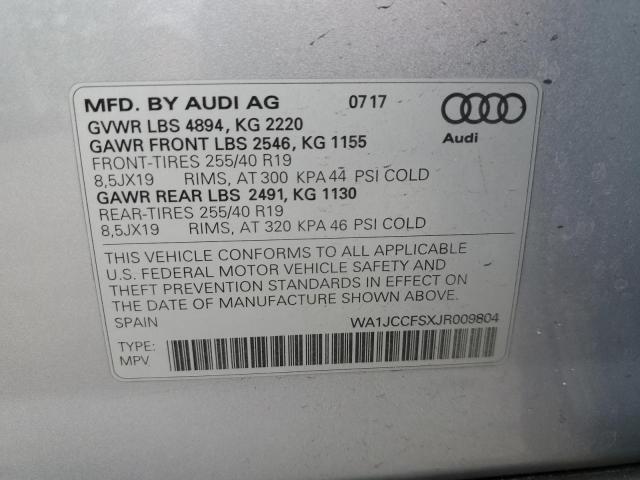 MFD. BY AUDI AG 0717
GVWR LBS 4894, KG 2220
GAWR FRONT LBS 2546, KG 1155
FRONT-TIRES 255/40 R19
8,5JX19 RIMS, AT 300 KPA 44 PSI COLD
GAWR REAR LBS 2491, KG 1130
REAR-TIRES 255/40 R19
8,5JX19 RIMS, AT 320 KPA 46 PSI COLD
Audi
THIS VEHICLE CONFORMS TO ALL APPLICABLE
U.S. FEDERAL MOTOR VEHICLE SAFETY AND
THEFT PREVENTION STANDARDS IN EFFECT ON
THE DATE OF MANUFACTURE SHOWN ABOVE.
SPAIN WA1JCCFSXJR009804
TYPE:
MPV